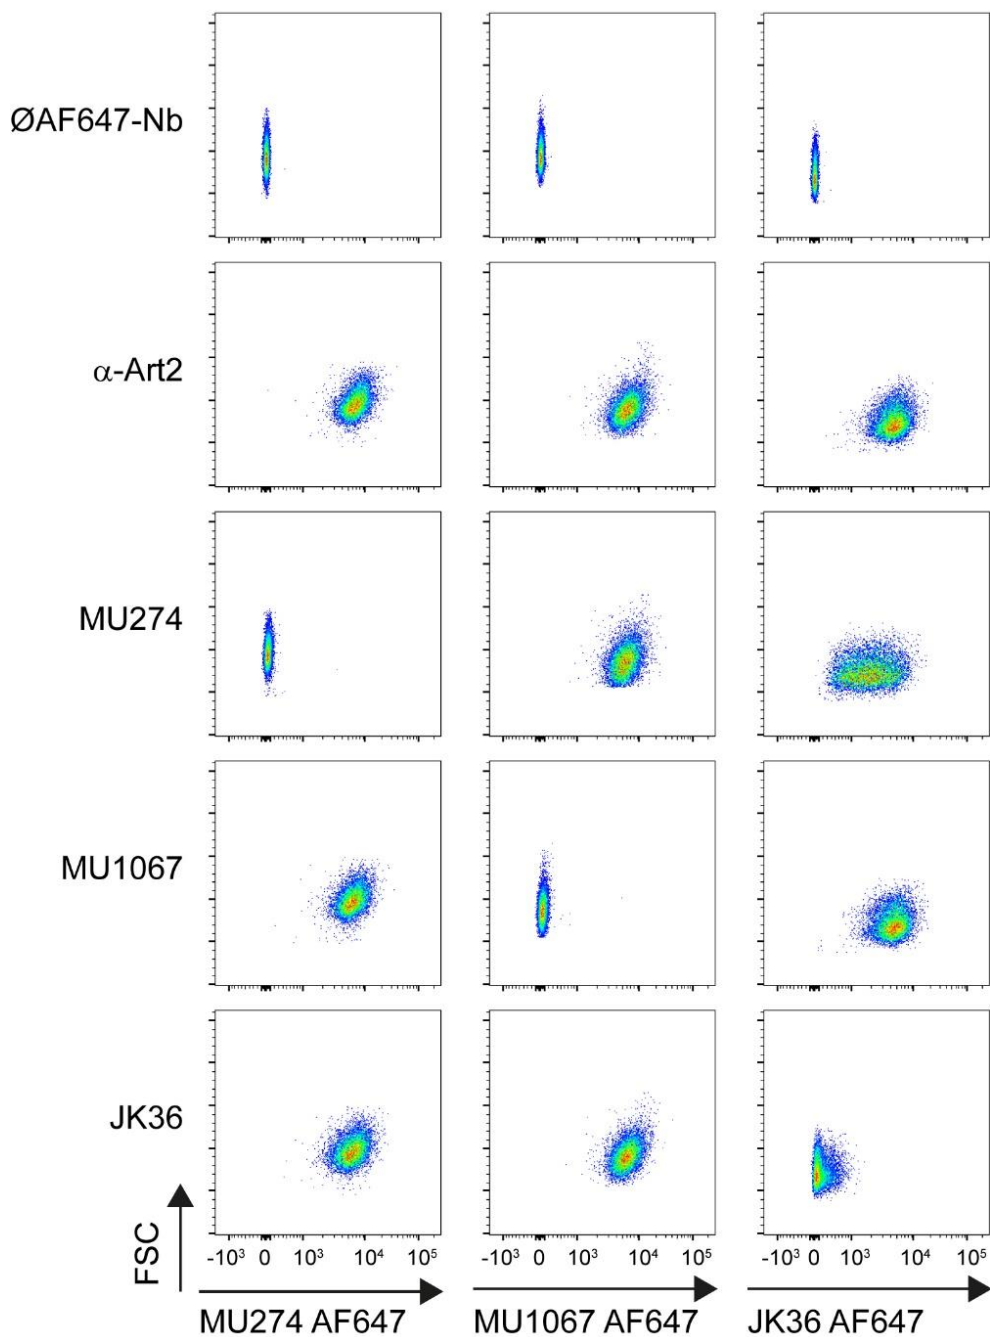 ØAF647-Nb
α-Art2
MU274
MU1067
JK36
FSC
-10³ 0 10³ 10⁴ 10⁵ -10³ 0 10³ 10⁴ 10⁵ -10³ 0 10³ 10⁴ 10⁵
MU274 AF647 MU1067 AF647 JK36 AF647